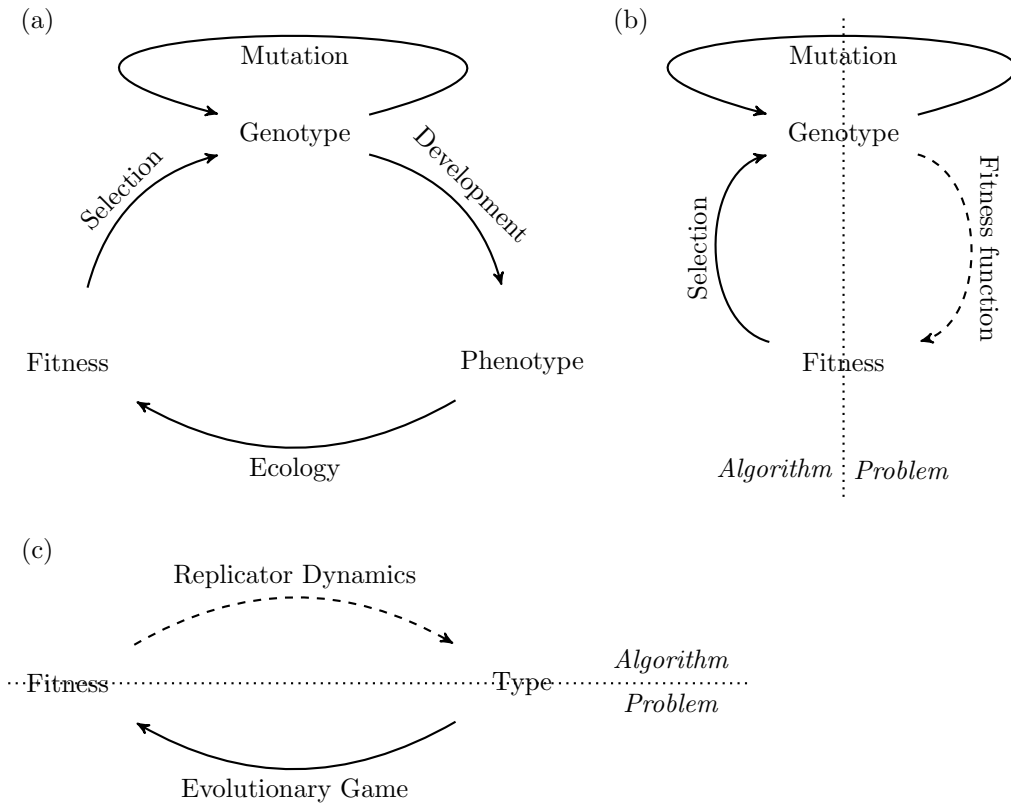 (a)
Mutation
Genotype
Selection
Development
Fitness
Phenotype
Ecology
(b)
Mutation
Genotype
Selection
Fitness function
Fitness
Algorithm
Problem
(c)
Replicator Dynamics
Fitness
Type
Algorithm
Problem
Evolutionary Game